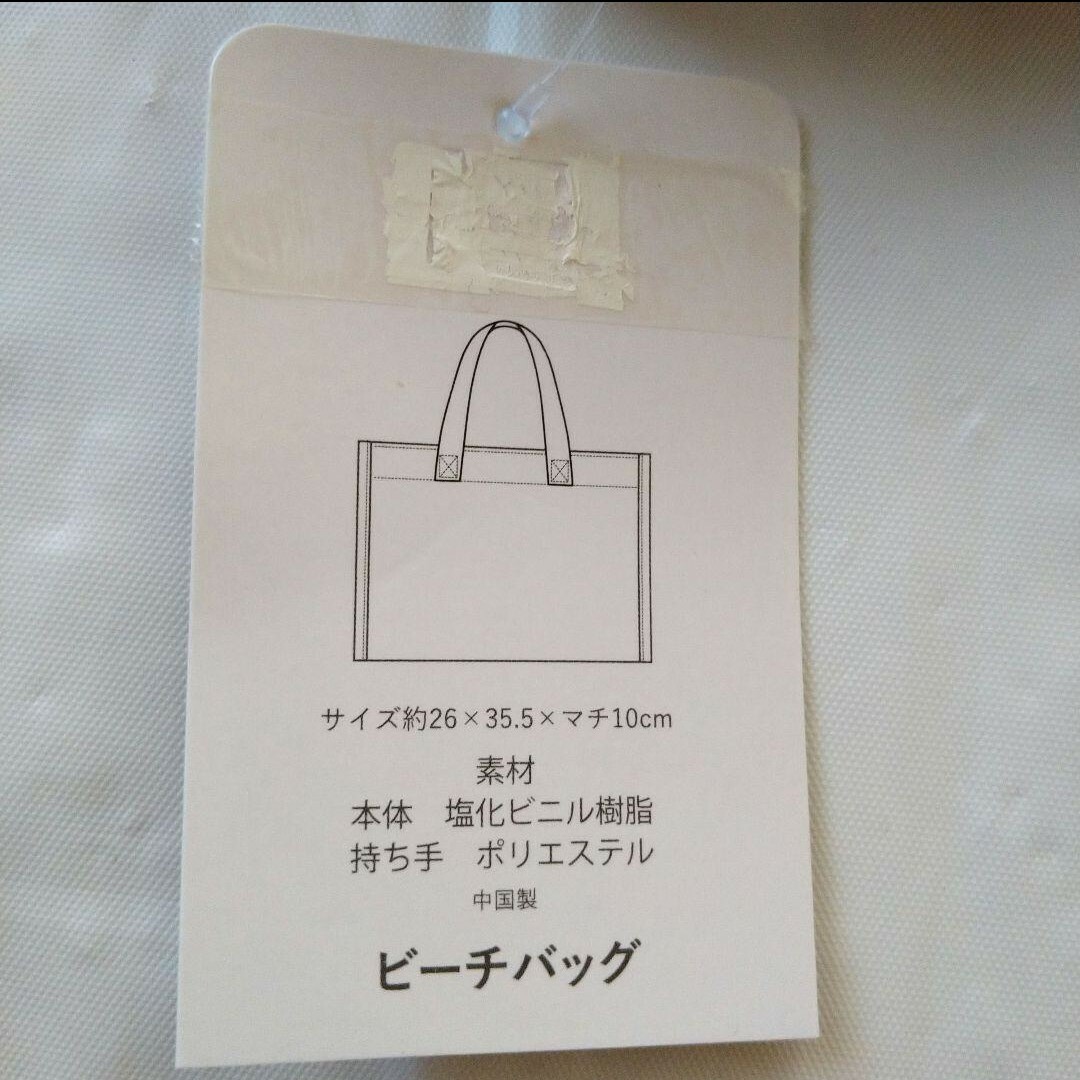 サイズ約26×35.5×マチ10cm
素材
本体　塩化ビニル樹脂
持ち手　ポリエステル
中国製
ビーチバッグ